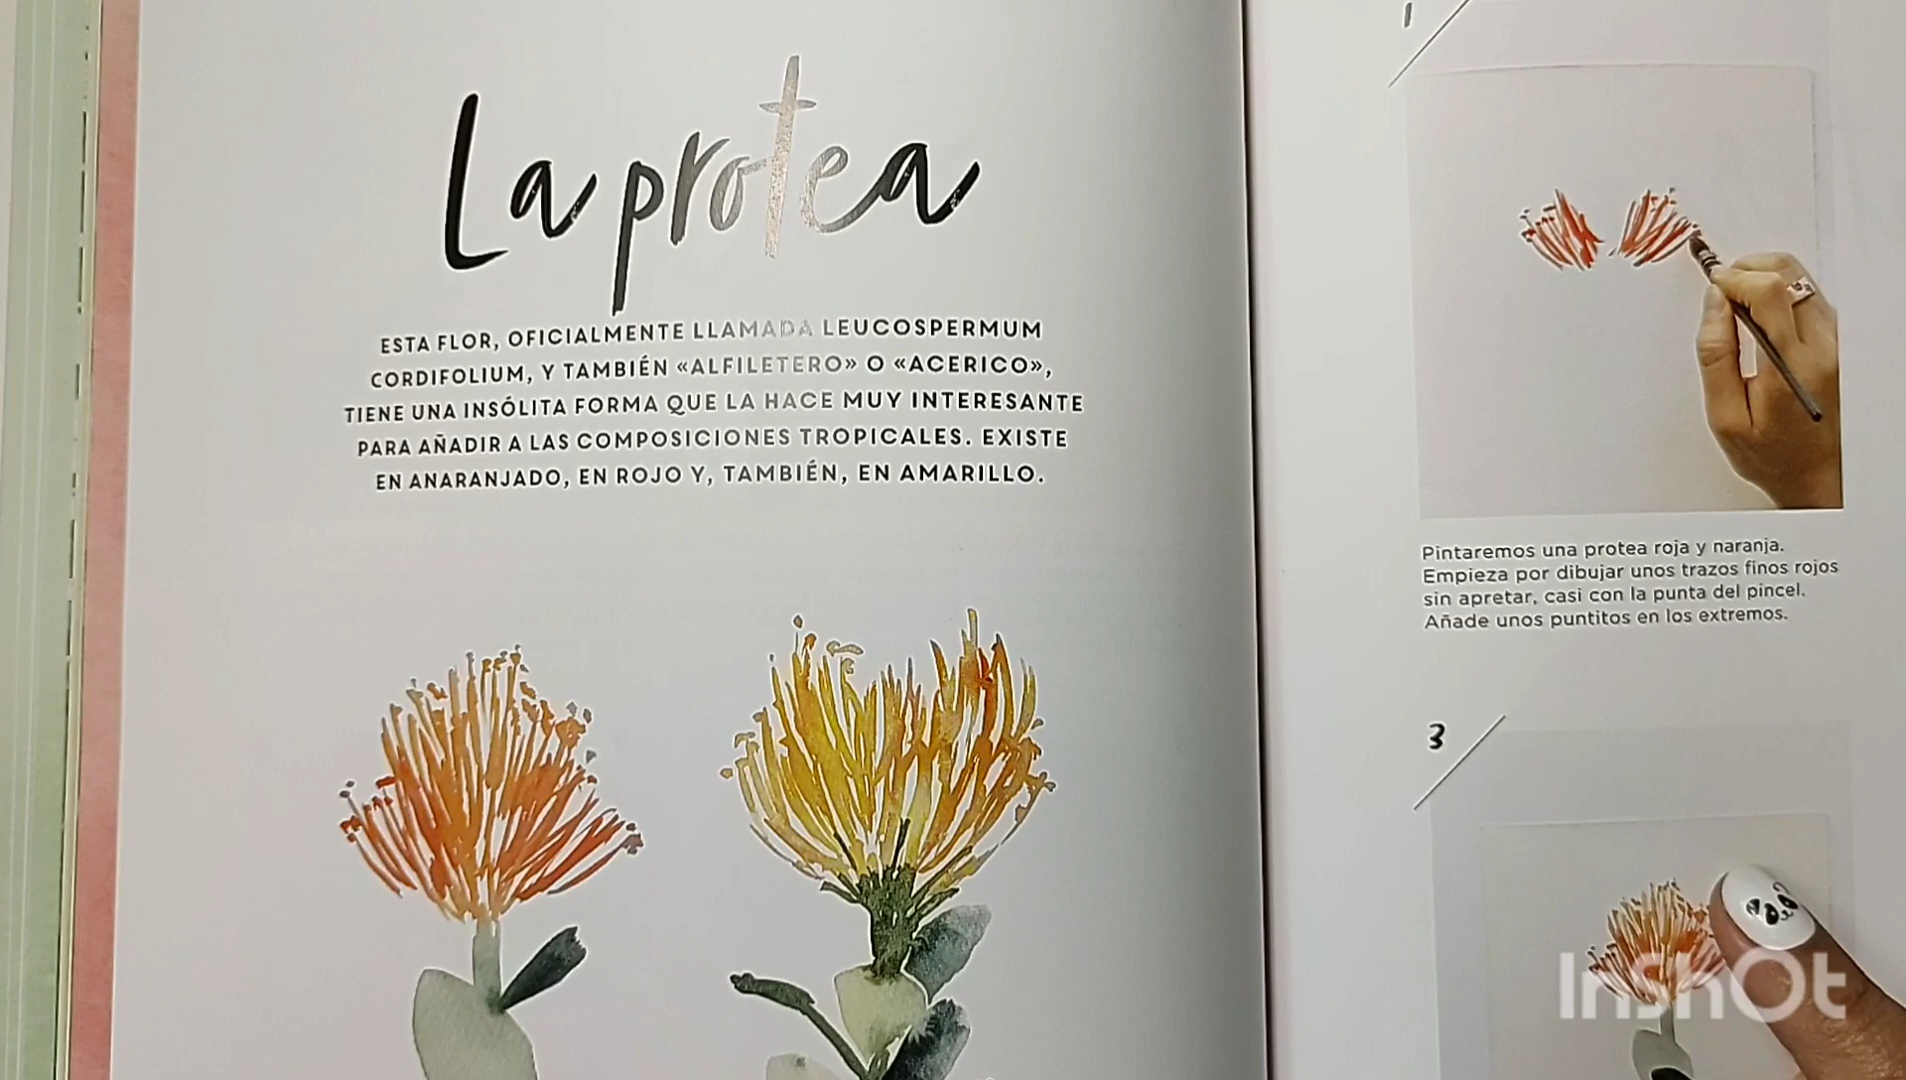 La protea
ESTA FLOR, OFICIALMENTE LLAMADA LEUCOSPERMUM
CORDIFOLIUM, Y TAMBIÉN «ALFILETERO» O «ACERICO»,
TIENE UNA INSÓLITA FORMA QUE LA HACE MUY INTERESANTE
PARA AÑADIR A LAS COMPOSICIONES TROPICALES. EXISTE
EN ANARANJADO, EN ROJO Y, TAMBIÉN, EN AMARILLO.
1
Pintaremos una protea roja y naranja.
Empieza por dibujar unos trazos finos rojos
sin apretar, casi con la punta del pincel.
Añade unos puntitos en los extremos.
3
InShOt